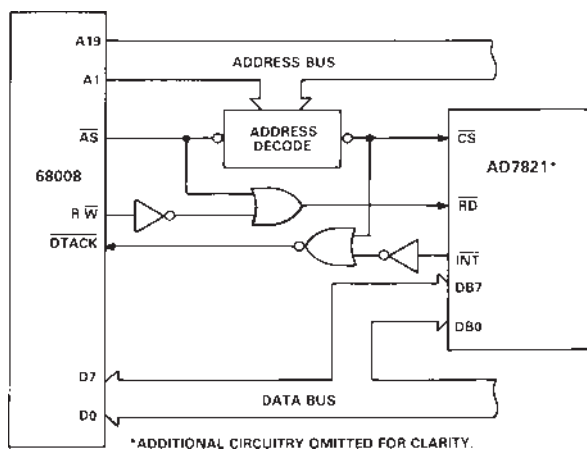 A19
ADDRESS BUS
A1
AS
ADDRESS
DECODE
CS
AD7821*
68008
R W
RD
DTACK
INT
DB7
DB0
D7
D0
DATA BUS
*ADDITIONAL CIRCUITRY OMITTED FOR CLARITY.